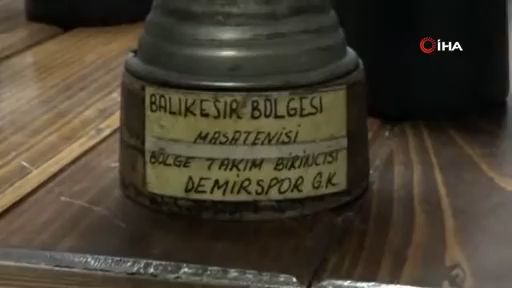 İHA
BALIKESİR BÖLGESİ
MASATENİSİ
BÖLGE TAKIM BİRİNCİSİ
DEMİRSPOR G.K.